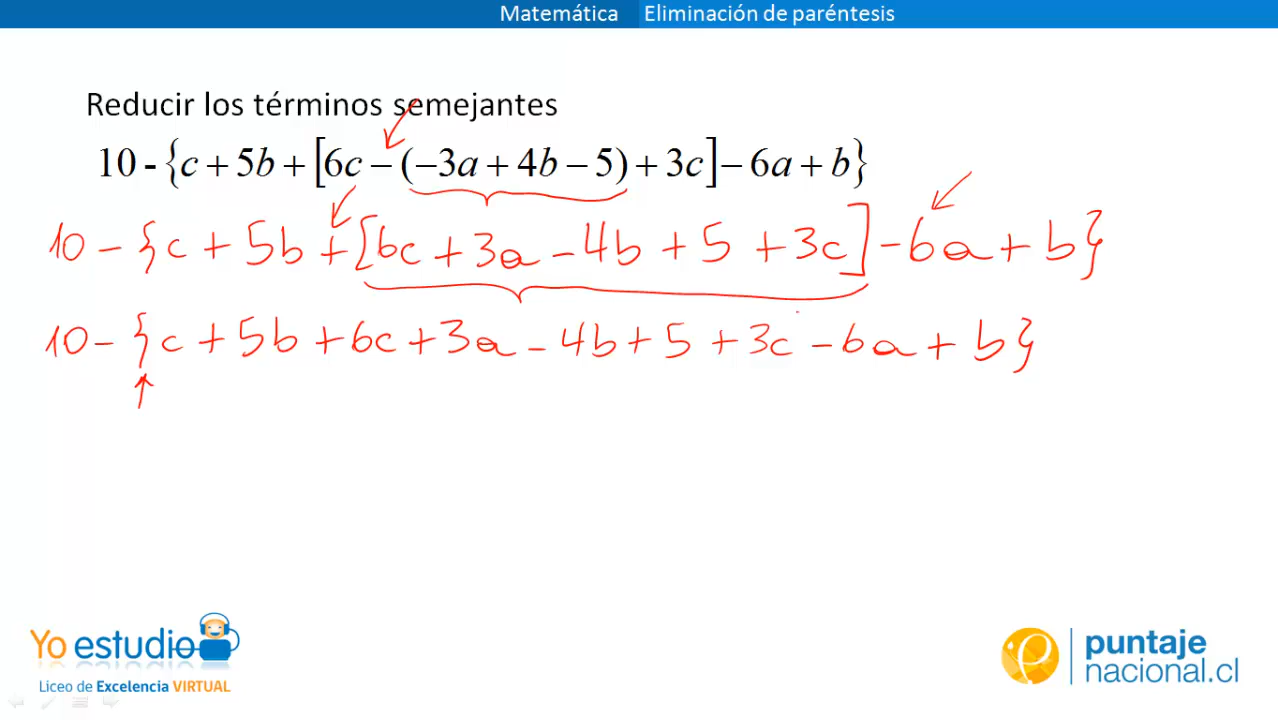 Matemática Eliminación de paréntesis
Reducir los términos semejantes
10 - {c + 5b + [6c − (−3a + 4b − 5) + 3c] − 6a + b}
10 - {c + 5b + [6c + 3a - 4b + 5 + 3c] - 6a + b}
10 - {c + 5b + 6c + 3a - 4b + 5 + 3c - 6a + b}
Yo estudio
Liceo de Excelencia VIRTUAL
puntaje
nacional.cl